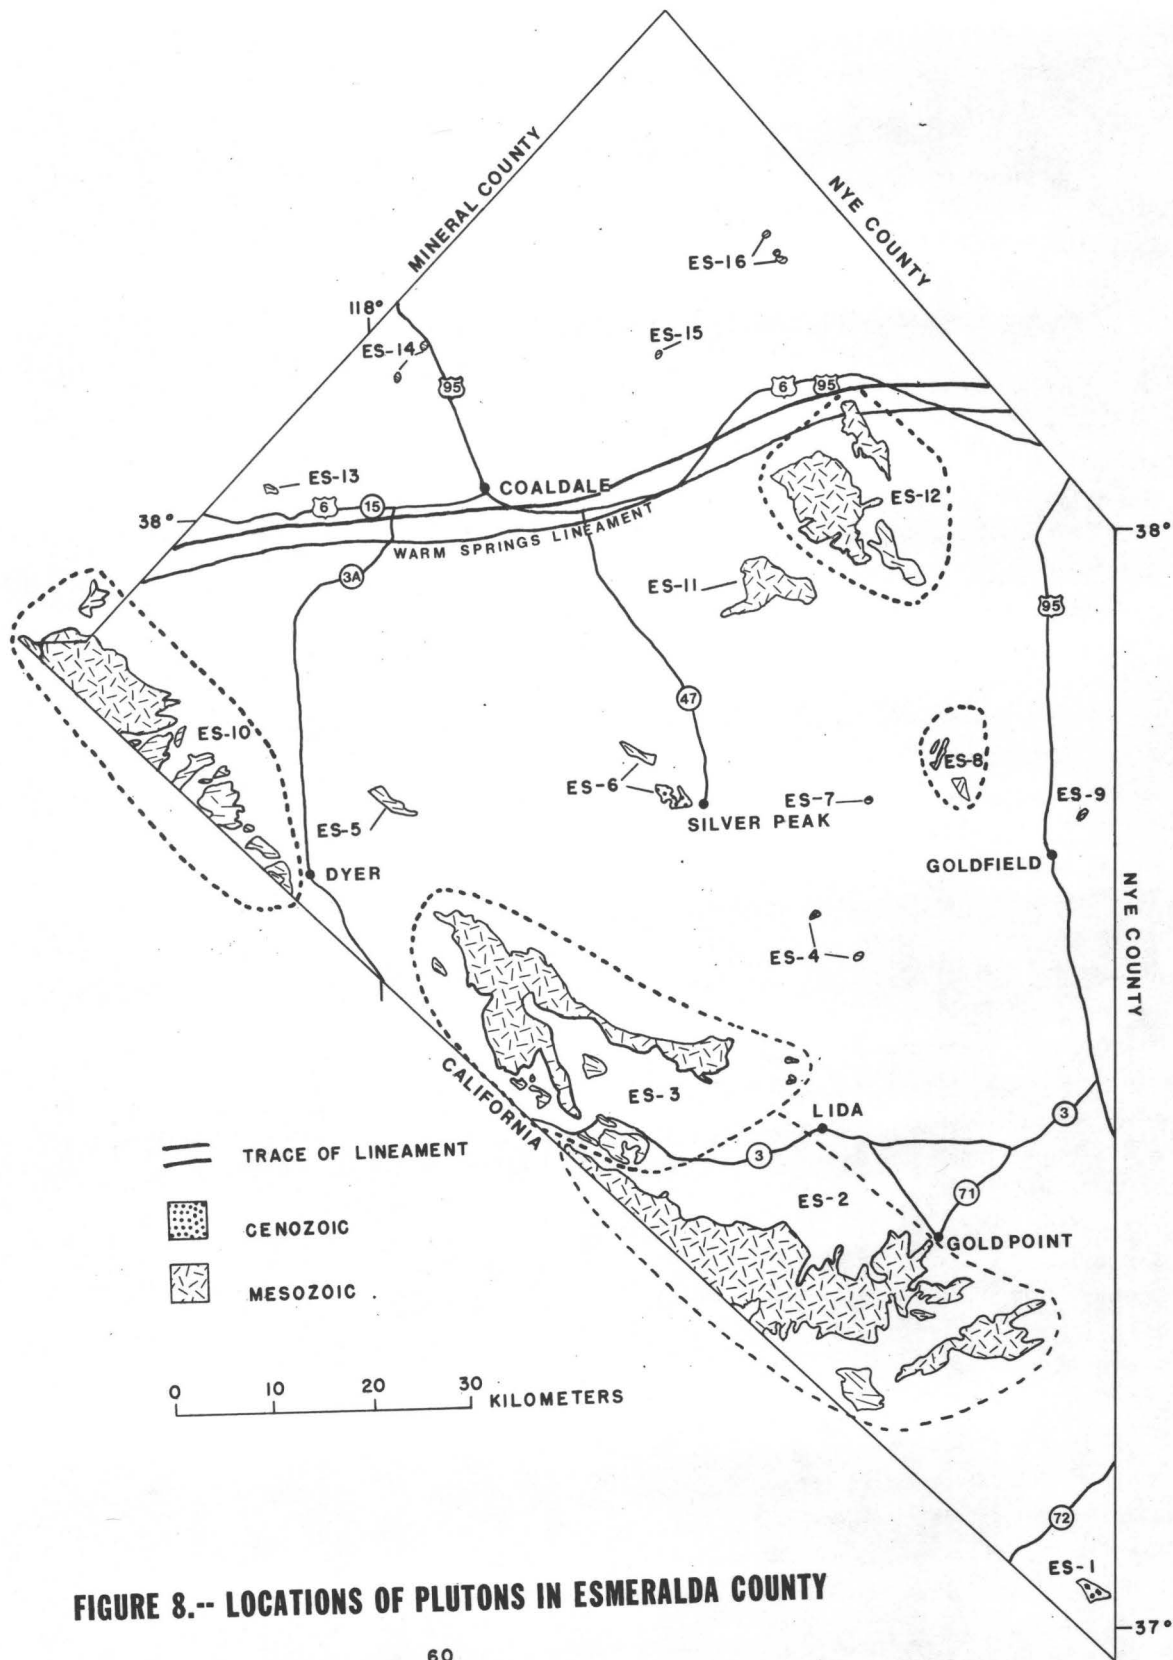 MINERAL COUNTY
NYE COUNTY
ES-16
118°
ES-14
ES-15
95
6
95
ES-13
COALDALE
ES-12
38°
6
15
WARM SPRINGS LINEAMENT
38°
3A
ES-11
95
47
ES-10
ES-8
ES-6
ES-7
ES-9
SILVER PEAK
ES-5
GOLDFIELD
DYER
NYE COUNTY
ES-4
CALIFORNIA
ES-3
LIDA
3
TRACE OF LINEAMENT
3
71
ES-2
CENOZOIC
GOLD POINT
MESOZOIC
0 10 20 30 KILOMETERS
72
ES-1
FIGURE 8.-- LOCATIONS OF PLUTONS IN ESMERALDA COUNTY
37°
60